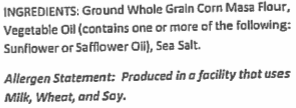 INGREDIENTS: Ground Whole Grain Corn Masa Flour,
Vegetable Oil (contains one or more of the following:
Sunflower or Safflower Oil), Sea Salt.
Allergen Statement: Produced in a facility that uses
Milk, Wheat, and Soy.